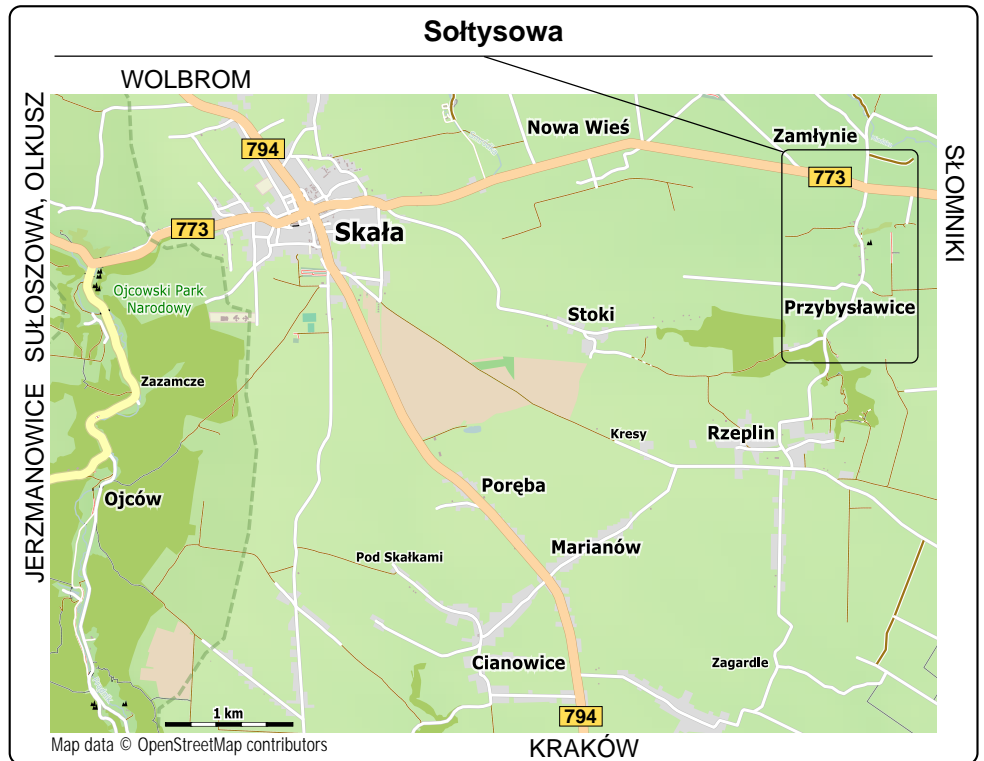 Sołtysowa
WOLBROM
JERZMANOWICE SUŁOSZOWA, OLKUSZ
SŁOMNIKI
Nowa Wieś
Zamłynie
794
773
773
Skała
Ojcowski Park
Narodowy
Stoki
Przybysławice
Zazamcze
Kresy
Rzeplin
Ojców
Poręba
Marianów
Pod Skałkami
Cianowice
Zagardle
1 km
794
Map data © OpenStreetMap contributors
KRAKÓW